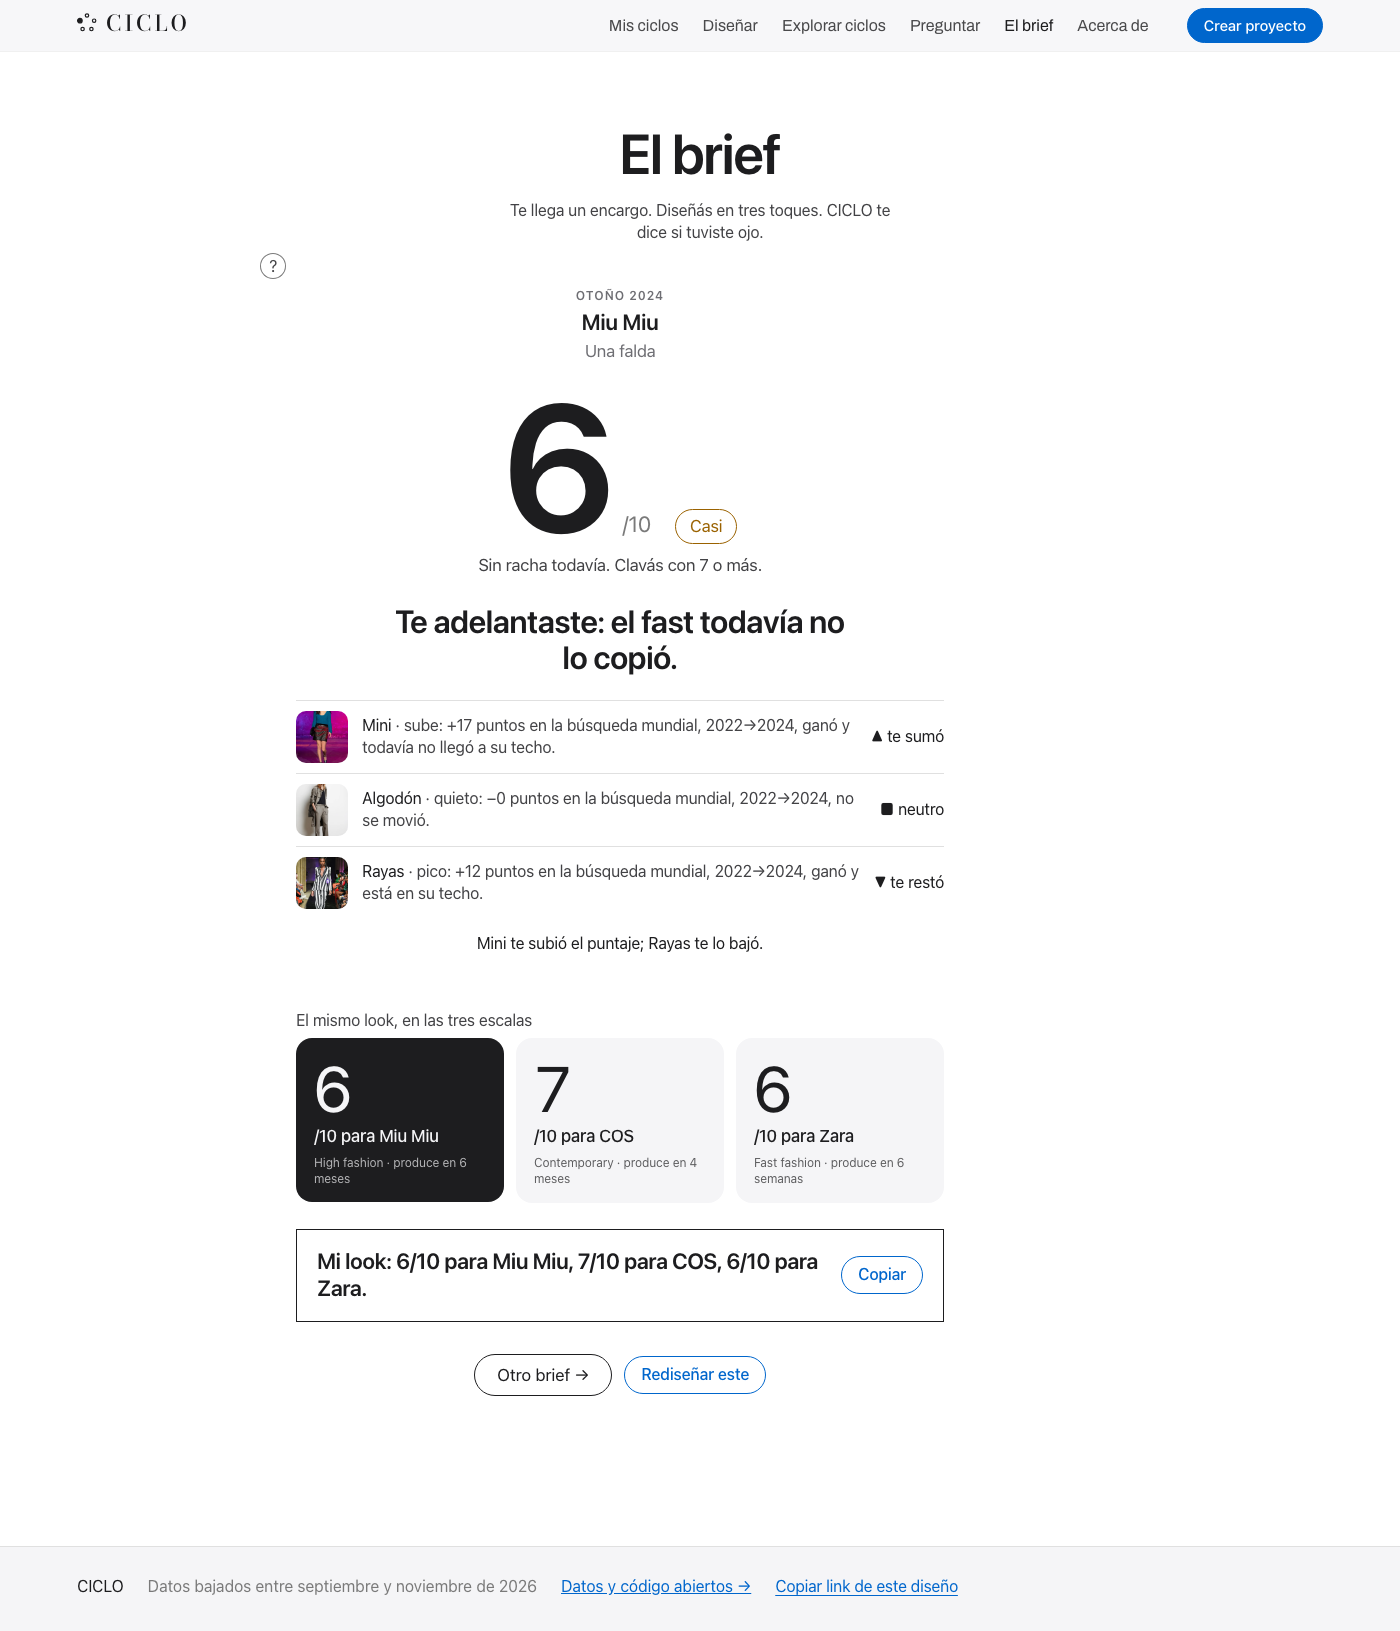 CICLO
Mis ciclos
Diseñar
Explorar ciclos
Preguntar
El brief
Acerca de
Crear proyecto
El brief
Te llega un encargo. Diseñás en tres toques. CICLO te
dice si tuviste ojo.
?
OTOÑO 2024
Miu Miu
Una falda
6
/10
Casi
Sin racha todavía. Clavás con 7 o más.
Te adelantaste: el fast todavía no
lo copió.
Mini · sube: +17 puntos en la búsqueda mundial, 2022→2024, ganó y
todavía no llegó a su techo.
▲ te sumó
Algodón · quieto: −0 puntos en la búsqueda mundial, 2022→2024, no
se movió.
■ neutro
Rayas · pico: +12 puntos en la búsqueda mundial, 2022→2024, ganó y
está en su techo.
▼ te restó
Mini te subió el puntaje; Rayas te lo bajó.
El mismo look, en las tres escalas
6
/10 para Miu Miu
High fashion · produce en 6
meses
7
/10 para COS
Contemporary · produce en 4
meses
6
/10 para Zara
Fast fashion · produce en 6
semanas
Mi look: 6/10 para Miu Miu, 7/10 para COS, 6/10 para
Zara.
Copiar
Otro brief →
Rediseñar este
CICLO
Datos bajados entre septiembre y noviembre de 2026
Datos y código abiertos →
Copiar link de este diseño